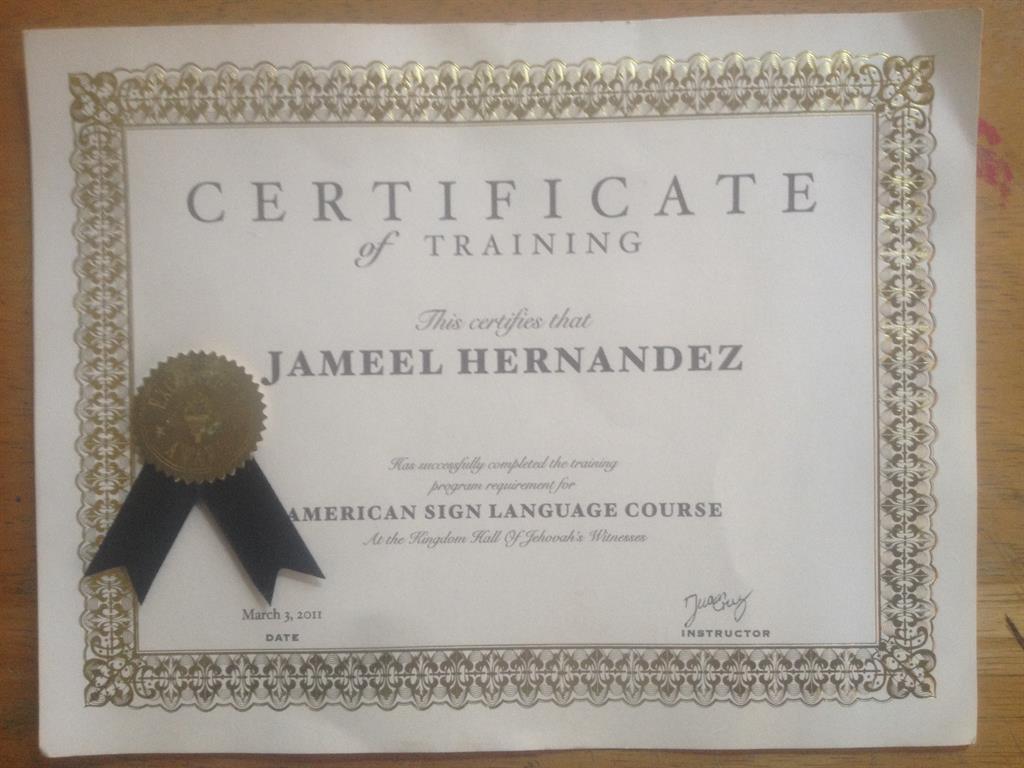 CERTIFICATE
of TRAINING
This certifies that
JAMEEL HERNANDEZ
Has successfully completed the training
program requirement for
AMERICAN SIGN LANGUAGE COURSE
At the Kingdom Hall Of Jehovah's Witnesses
March 3, 2011
DATE
INSTRUCTOR